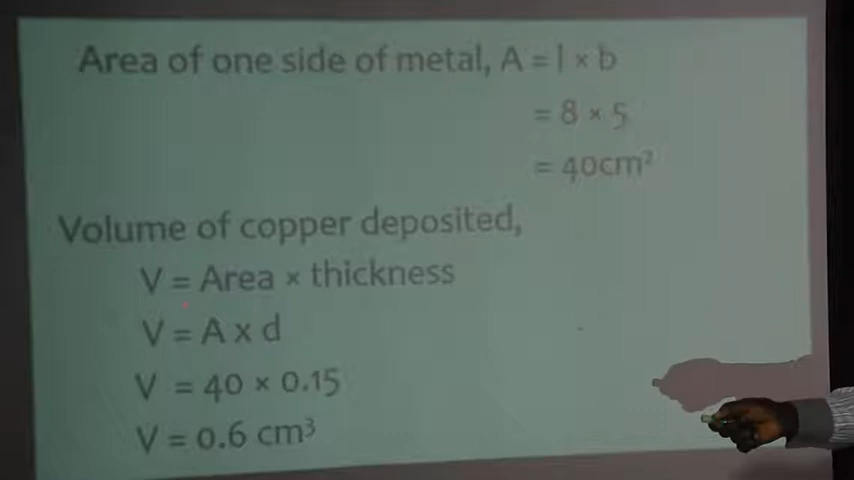 Area of one side of metal, A = l × b
= 8 × 5
= 40cm²
Volume of copper deposited,
V = Area × thickness
V = A x d
V = 40 × 0.15
V = 0.6 cm³